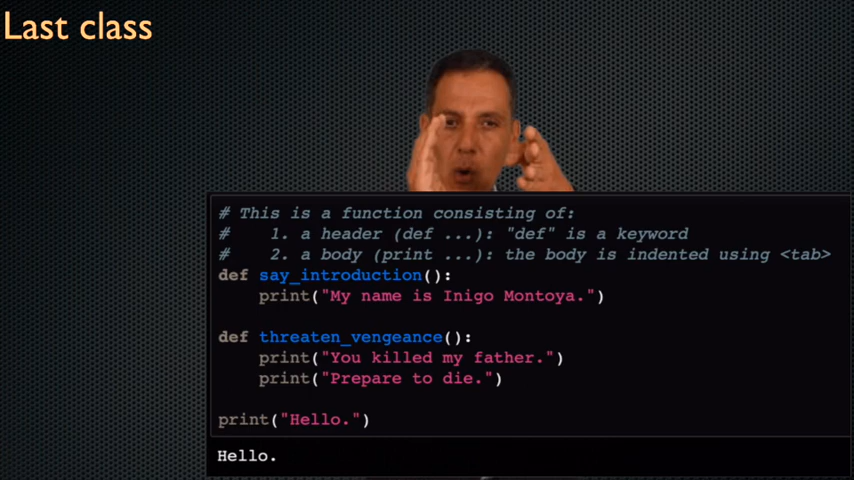 Last class
# This is a function consisting of:
#    1. a header (def ...): "def" is a keyword
#    2. a body (print ...): the body is indented using <tab>
def say_introduction():
    print("My name is Inigo Montoya.")
def threaten_vengeance():
    print("You killed my father.")
    print("Prepare to die.")
print("Hello.")
Hello.